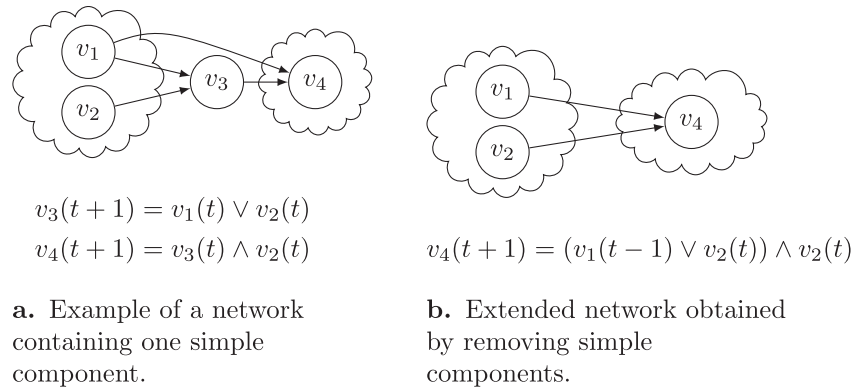 v₁
v₂
v₃
v₄
v₃(t + 1) = v₁(t) ∨ v₂(t)
v₄(t + 1) = v₃(t) ∧ v₂(t)
a. Example of a network
containing one simple
component.
v₁
v₂
v₄
v₄(t + 1) = (v₁(t − 1) ∨ v₂(t)) ∧ v₂(t)
b. Extended network obtained
by removing simple
components.